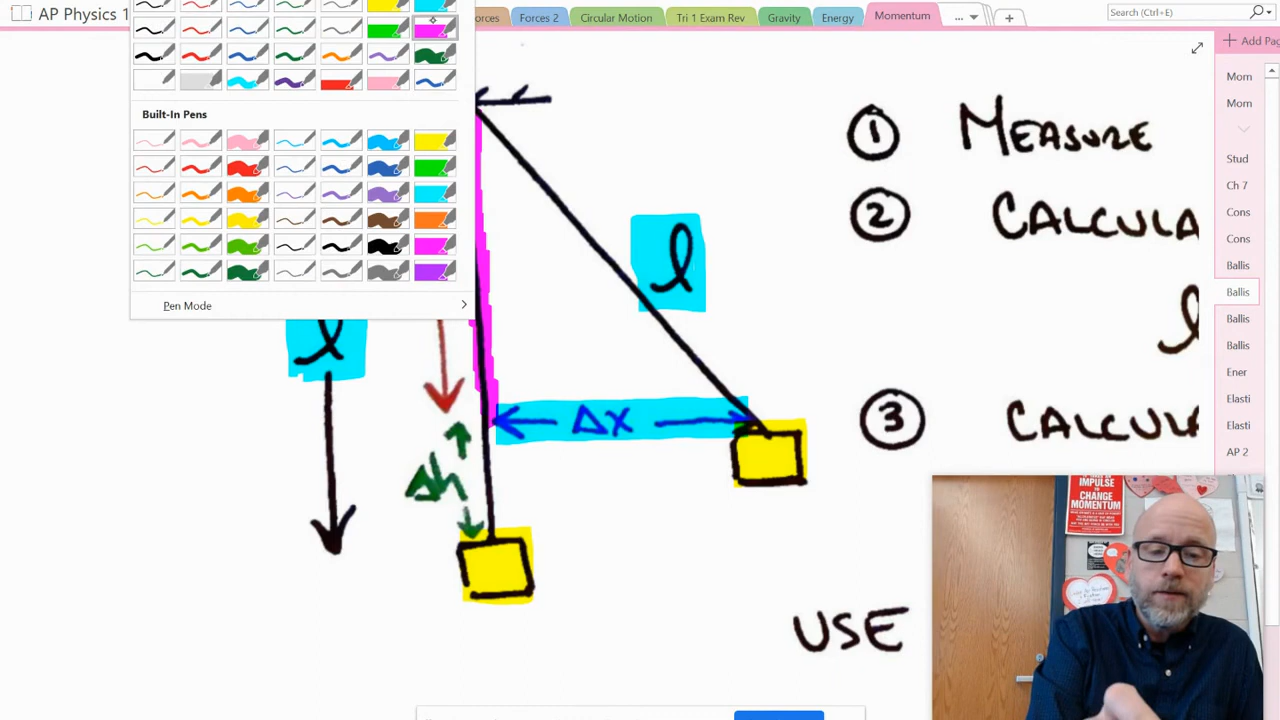 AP Physics 1
Forces 2
Circular Motion
Tri 1 Exam Rev
Gravity
Energy
Momentum
...
Search (Ctrl+E)
Add Pag
Mom
Mom
Stud
Ch 7
Cons
Cons
Ballis
Ballis
Ballis
Ballis
Ener
Elasti
Elasti
AP 2
Built-In Pens
Pen Mode
① MEASURE
② CALCULA
l
③ CALCULA
USE
l
l
Δx
Δh
IMPULSE
TO
CHANGE
MOMENTUM